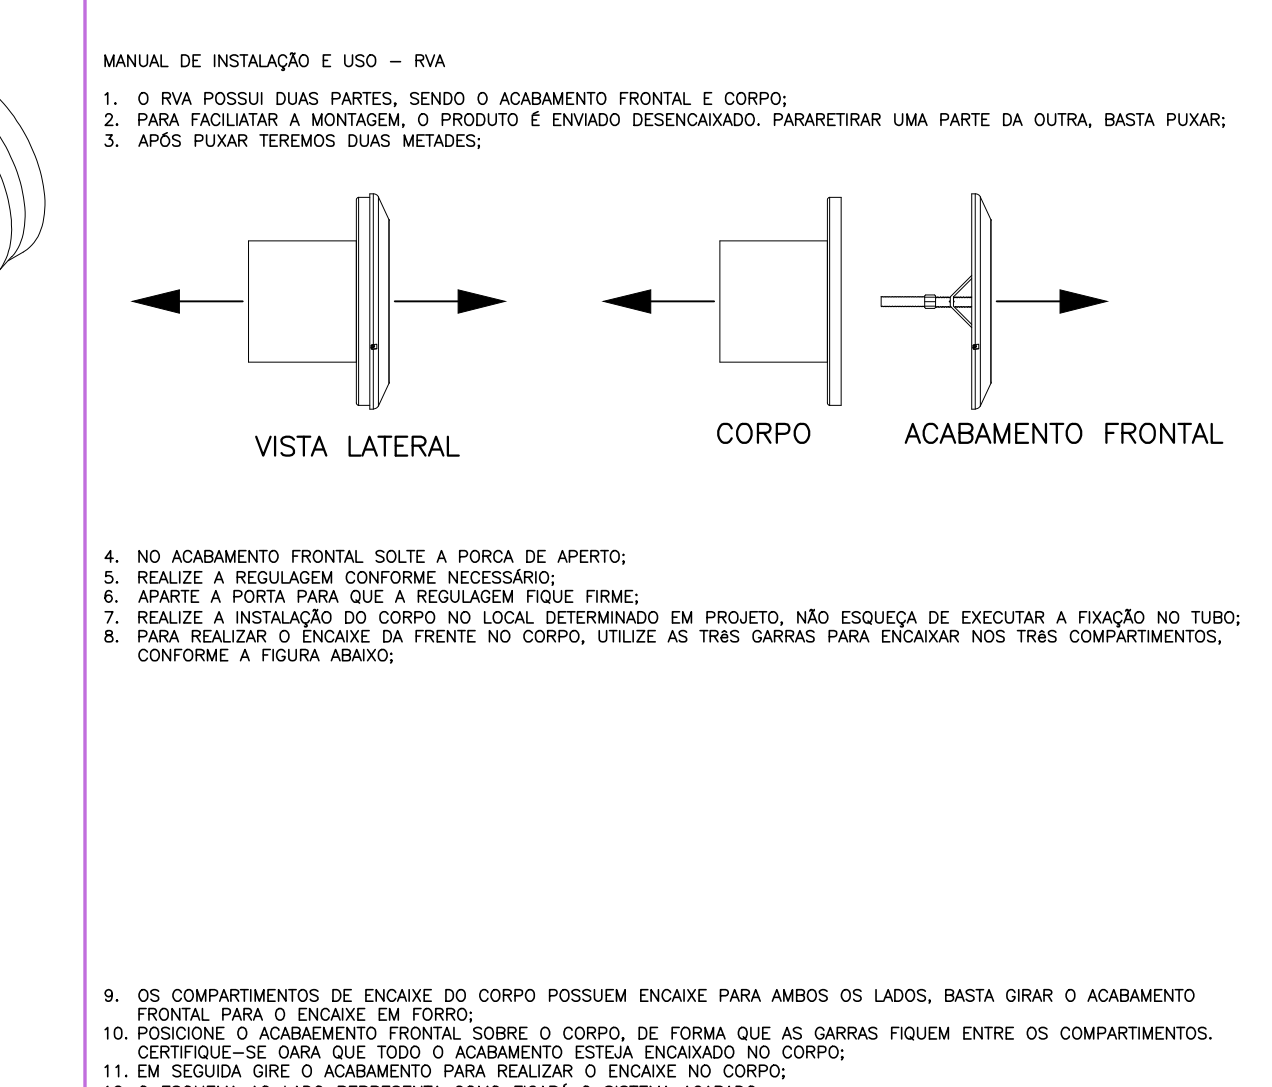 MANUAL DE INSTALAÇÃO E USO – RVA
1. O RVA POSSUI DUAS PARTES, SENDO O ACABAMENTO FRONTAL E CORPO;
2. PARA FACILIATAR A MONTAGEM, O PRODUTO É ENVIADO DESENCAIXADO. PARARETIRAR UMA PARTE DA OUTRA, BASTA PUXAR;
3. APÓS PUXAR TEREMOS DUAS METADES;
VISTA LATERAL
CORPO
ACABAMENTO FRONTAL
4. NO ACABAMENTO FRONTAL SOLTE A PORCA DE APERTO;
5. REALIZE A REGULAGEM CONFORME NECESSÁRIO;
6. APARTE A PORTA PARA QUE A REGULAGEM FIQUE FIRME;
7. REALIZE A INSTALAÇÃO DO CORPO NO LOCAL DETERMINADO EM PROJETO, NÃO ESQUEÇA DE EXECUTAR A FIXAÇÃO NO TUBO;
8. PARA REALIZAR O ENCAIXE DA FRENTE NO CORPO, UTILIZE AS TRêS GARRAS PARA ENCAIXAR NOS TRêS COMPARTIMENTOS,
CONFORME A FIGURA ABAIXO;
9. OS COMPARTIMENTOS DE ENCAIXE DO CORPO POSSUEM ENCAIXE PARA AMBOS OS LADOS, BASTA GIRAR O ACABAMENTO
FRONTAL PARA O ENCAIXE EM FORRO;
10. POSICIONE O ACABAEMENTO FRONTAL SOBRE O CORPO, DE FORMA QUE AS GARRAS FIQUEM ENTRE OS COMPARTIMENTOS.
CERTIFIQUE–SE OARA QUE TODO O ACABAMENTO ESTEJA ENCAIXADO NO CORPO;
11. EM SEGUIDA GIRE O ACABAMENTO PARA REALIZAR O ENCAIXE NO CORPO;